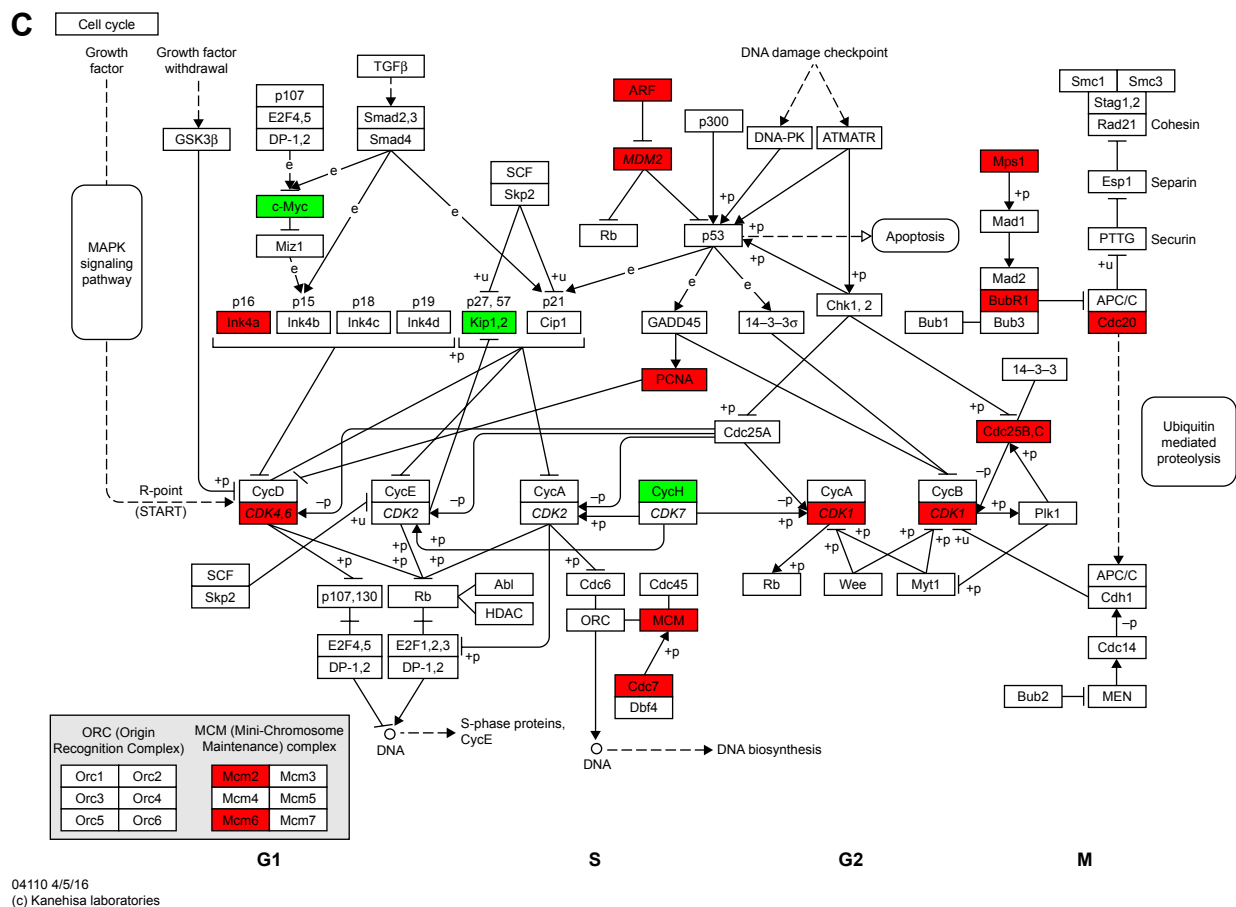 C
Cell cycle
Growth
factor
Growth factor
withdrawal
TGFβ
DNA damage checkpoint
Smc1
Smc3
Stag1,2
Rad21
Cohesin
p107
E2F4,5
DP-1,2
Smad2,3
Smad4
ARF
p300
DNA-PK
ATMATR
GSK3β
MDM2
Mps1
SCF
Skp2
Esp1
Separin
e
e
+p
+p
c-Myc
Rb
p53
+p
Apoptosis
Mad1
PTTG
Securin
MAPK
signaling
pathway
Miz1
e
e
e
e
e
e
+p
+p
+u
+u
+u
Mad2
BubR1
Bub3
Bub1
APC/C
Cdc20
p16
Ink4a
p15
Ink4b
p18
Ink4c
p19
Ink4d
p27, 57
Kip1,2
p21
Cip1
GADD45
14–3–3σ
Chk1, 2
+p
PCNA
14–3–3
+p
+p
Cdc25A
Cdc25B,C
+p
Ubiquitin
mediated
proteolysis
R-point
(START)
+p
CycD
CDK4,6
–p
CycE
CDK2
–p
CycA
CDK2
–p
+p
CycH
CDK7
–p
+p
CycA
CDK1
–p
CycB
CDK1
+p
Plk1
+u
+p
+p
+p
+p
+p
+p
+p
+p
+p
+u
SCF
Skp2
+p
+p
p107,130
Rb
Abl
HDAC
Cdc6
Cdc45
Rb
Wee
Myt1
+p
APC/C
Cdh1
ORC
MCM
–p
E2F4,5
DP-1,2
E2F1,2,3
DP-1,2
+p
+p
Cdc14
Cdc7
Dbf4
Bub2
MEN
DNA
S-phase proteins,
CycE
DNA
DNA biosynthesis
ORC (Origin
Recognition Complex)
MCM (Mini-Chromosome
Maintenance) complex
Orc1
Orc2
Mcm2
Mcm3
Orc3
Orc4
Mcm4
Mcm5
Orc5
Orc6
Mcm6
Mcm7
G1
S
G2
M
04110 4/5/16
(c) Kanehisa laboratories